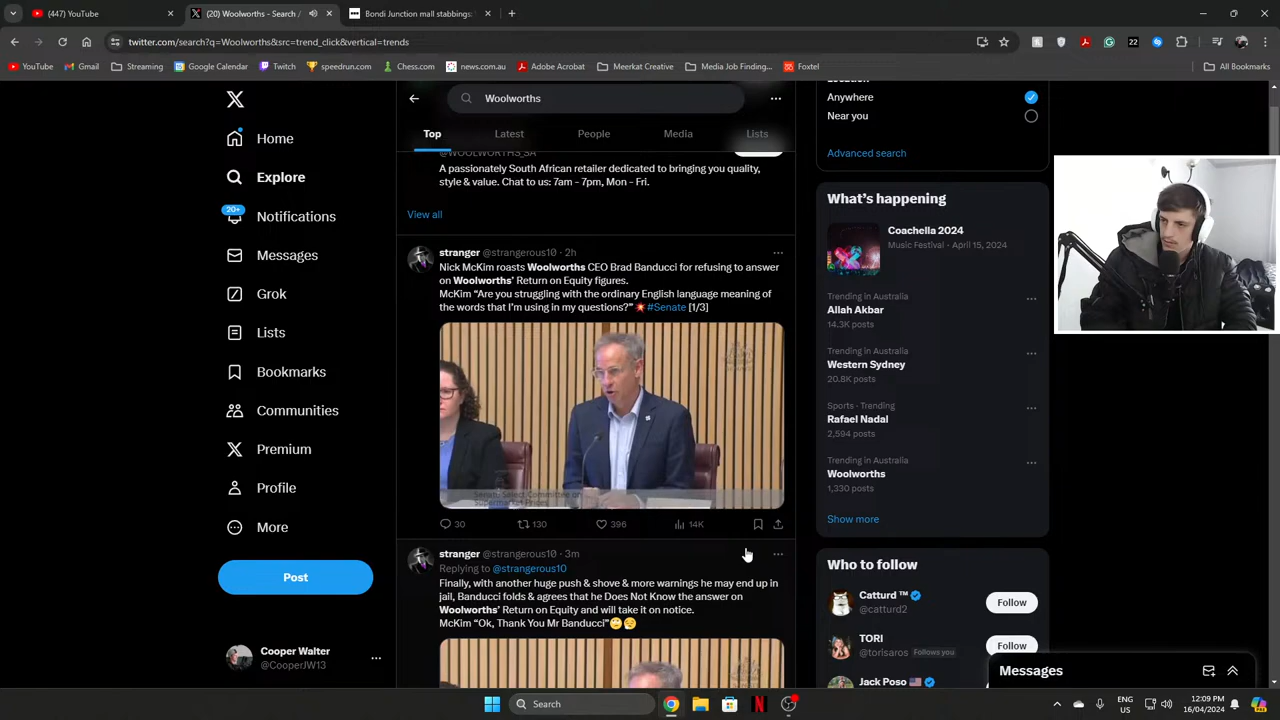 (447) YouTube
(20) Woolworths - Search /
Bondi Junction mall stabbings:
twitter.com/search?q=Woolworths&src=trend_click&vertical=trends
22
YouTube
Gmail
Streaming
Google Calendar
Twitch
speedrun.com
Chess.com
news.com.au
Adobe Acrobat
Meerkat Creative
Media Job Finding...
Foxtel
All Bookmarks
Home
Explore
20+
Notifications
Messages
Grok
Lists
Bookmarks
Communities
Premium
Profile
More
Post
Cooper Walter
@CooperJW13
Woolworths
Top
Latest
People
Media
Lists
@WOOLWORTHS_SA
A passionately South African retailer dedicated to bringing you quality,
style & value. Chat to us: 7am - 7pm, Mon - Fri.
View all
stranger @strangerous10 · 2h
Nick McKim roasts Woolworths CEO Brad Banducci for refusing to answer
on Woolworths' Return on Equity figures.
McKim “Are you struggling with the ordinary English language meaning of
the words that I'm using in my questions?” 💥 #Senate [1/3]
Senate Select Committee on
Supermarket Prices
30
130
396
14K
stranger @strangerous10 · 3m
Replying to @strangerous10
Finally, with another huge push & shove & more warnings he may end up in
jail, Banducci folds & agrees that he Does Not Know the answer on
Woolworths' Return on Equity and will take it on notice.
McKim “Ok, Thank You Mr Banducci”🙄😌
Location
Anywhere
Near you
Advanced search
What's happening
Coachella 2024
Music Festival · April 15, 2024
Trending in Australia
Allah Akbar
14.3K posts
Trending in Australia
Western Sydney
20.8K posts
Sports · Trending
Rafael Nadal
2,594 posts
Trending in Australia
Woolworths
1,330 posts
Show more
Who to follow
Catturd ™
@catturd2
Follow
TORI
@torisaros Follows you
Follow
Jack Poso 🇺🇸
Messages
Search
ENG
US
12:09 PM
16/04/2024